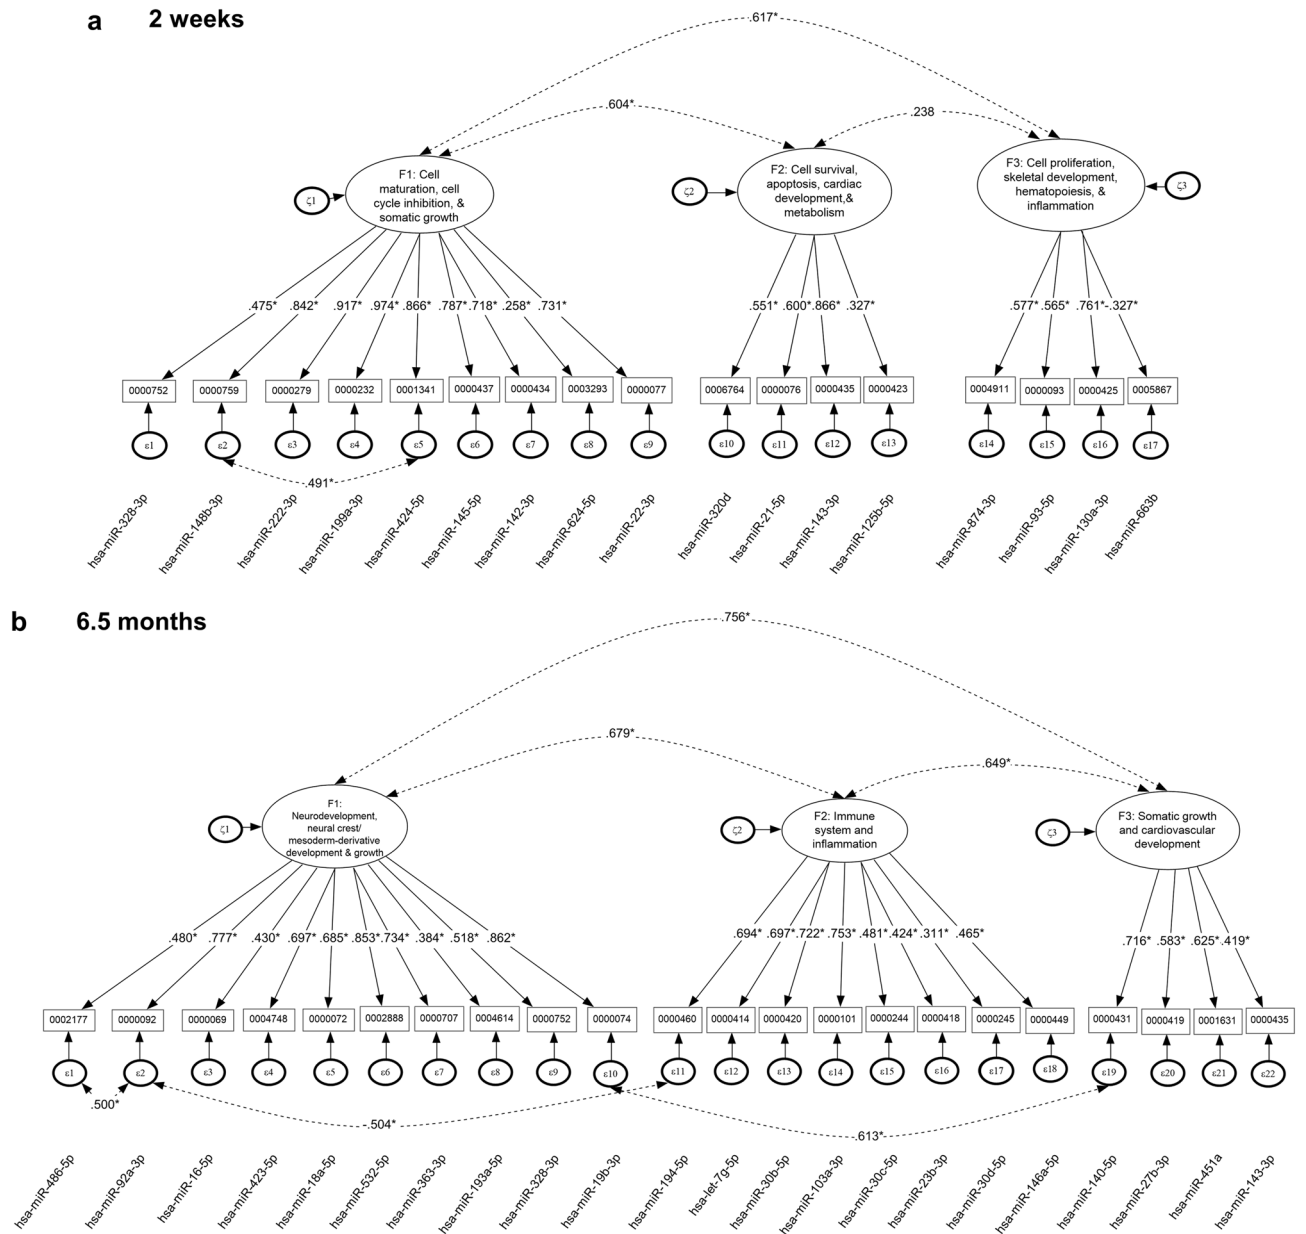 a 2 weeks
.617*
.604*
.238
F1: Cell
maturation, cell
cycle inhibition, &
somatic growth
F2: Cell survival,
apoptosis, cardiac
development,&
metabolism
F3: Cell proliferation,
skeletal development,
hematopoiesis, &
inflammation
ζ1
ζ2
ζ3
.475* .842* .917* .974* .866* .787* .718* .258* .731*
.551* .600* .866* .327*
.577* .565* .761* -.327*
0000752 0000759 0000279 0000232 0001341 0000437 0000434 0003293 0000077
0006764 0000076 0000435 0000423
0004911 0000093 0000425 0005867
ε1 ε2 ε3 ε4 ε5 ε6 ε7 ε8 ε9
ε10 ε11 ε12 ε13
ε14 ε15 ε16 ε17
.491*
hsa-miR-328-3p
hsa-miR-148b-3p
hsa-miR-222-3p
hsa-miR-199a-3p
hsa-miR-424-5p
hsa-miR-145-5p
hsa-miR-142-3p
hsa-miR-624-5p
hsa-miR-22-3p
hsa-miR-320d
hsa-miR-21-5p
hsa-miR-143-3p
hsa-miR-125b-5p
hsa-miR-874-3p
hsa-miR-93-5p
hsa-miR-130a-3p
hsa-miR-663b
b 6.5 months
.756*
.679*
.649*
F1:
Neurodevelopment,
neural crest/
mesoderm-derivative
development & growth
F2: Immune
system and
inflammation
F3: Somatic growth
and cardiovascular
development
ζ1
ζ2
ζ3
.480* .777* .430* .697* .685* .853* .734* .384* .518* .862*
.694* .697* .722* .753* .481* .424* .311* .465*
.716* .583* .625* .419*
0002177 0000092 0000069 0004748 0000072 0002888 0000707 0004614 0000752 0000074
0000460 0000414 0000420 0000101 0000244 0000418 0000245 0000449
0000431 0000419 0001631 0000435
ε1 ε2 ε3 ε4 ε5 ε6 ε7 ε8 ε9 ε10
ε11 ε12 ε13 ε14 ε15 ε16 ε17 ε18
ε19 ε20 ε21 ε22
.500*
-.504*
.613*
hsa-miR-486-5p
hsa-miR-92a-3p
hsa-miR-16-5p
hsa-miR-423-5p
hsa-miR-18a-5p
hsa-miR-532-5p
hsa-miR-363-3p
hsa-miR-193a-5p
hsa-miR-328-3p
hsa-miR-19b-3p
hsa-miR-194-5p
hsa-let-7g-5p
hsa-miR-30b-5p
hsa-miR-103a-3p
hsa-miR-30c-5p
hsa-miR-23b-3p
hsa-miR-30d-5p
hsa-miR-146a-5p
hsa-miR-140-5p
hsa-miR-27b-3p
hsa-miR-451a
hsa-miR-143-3p